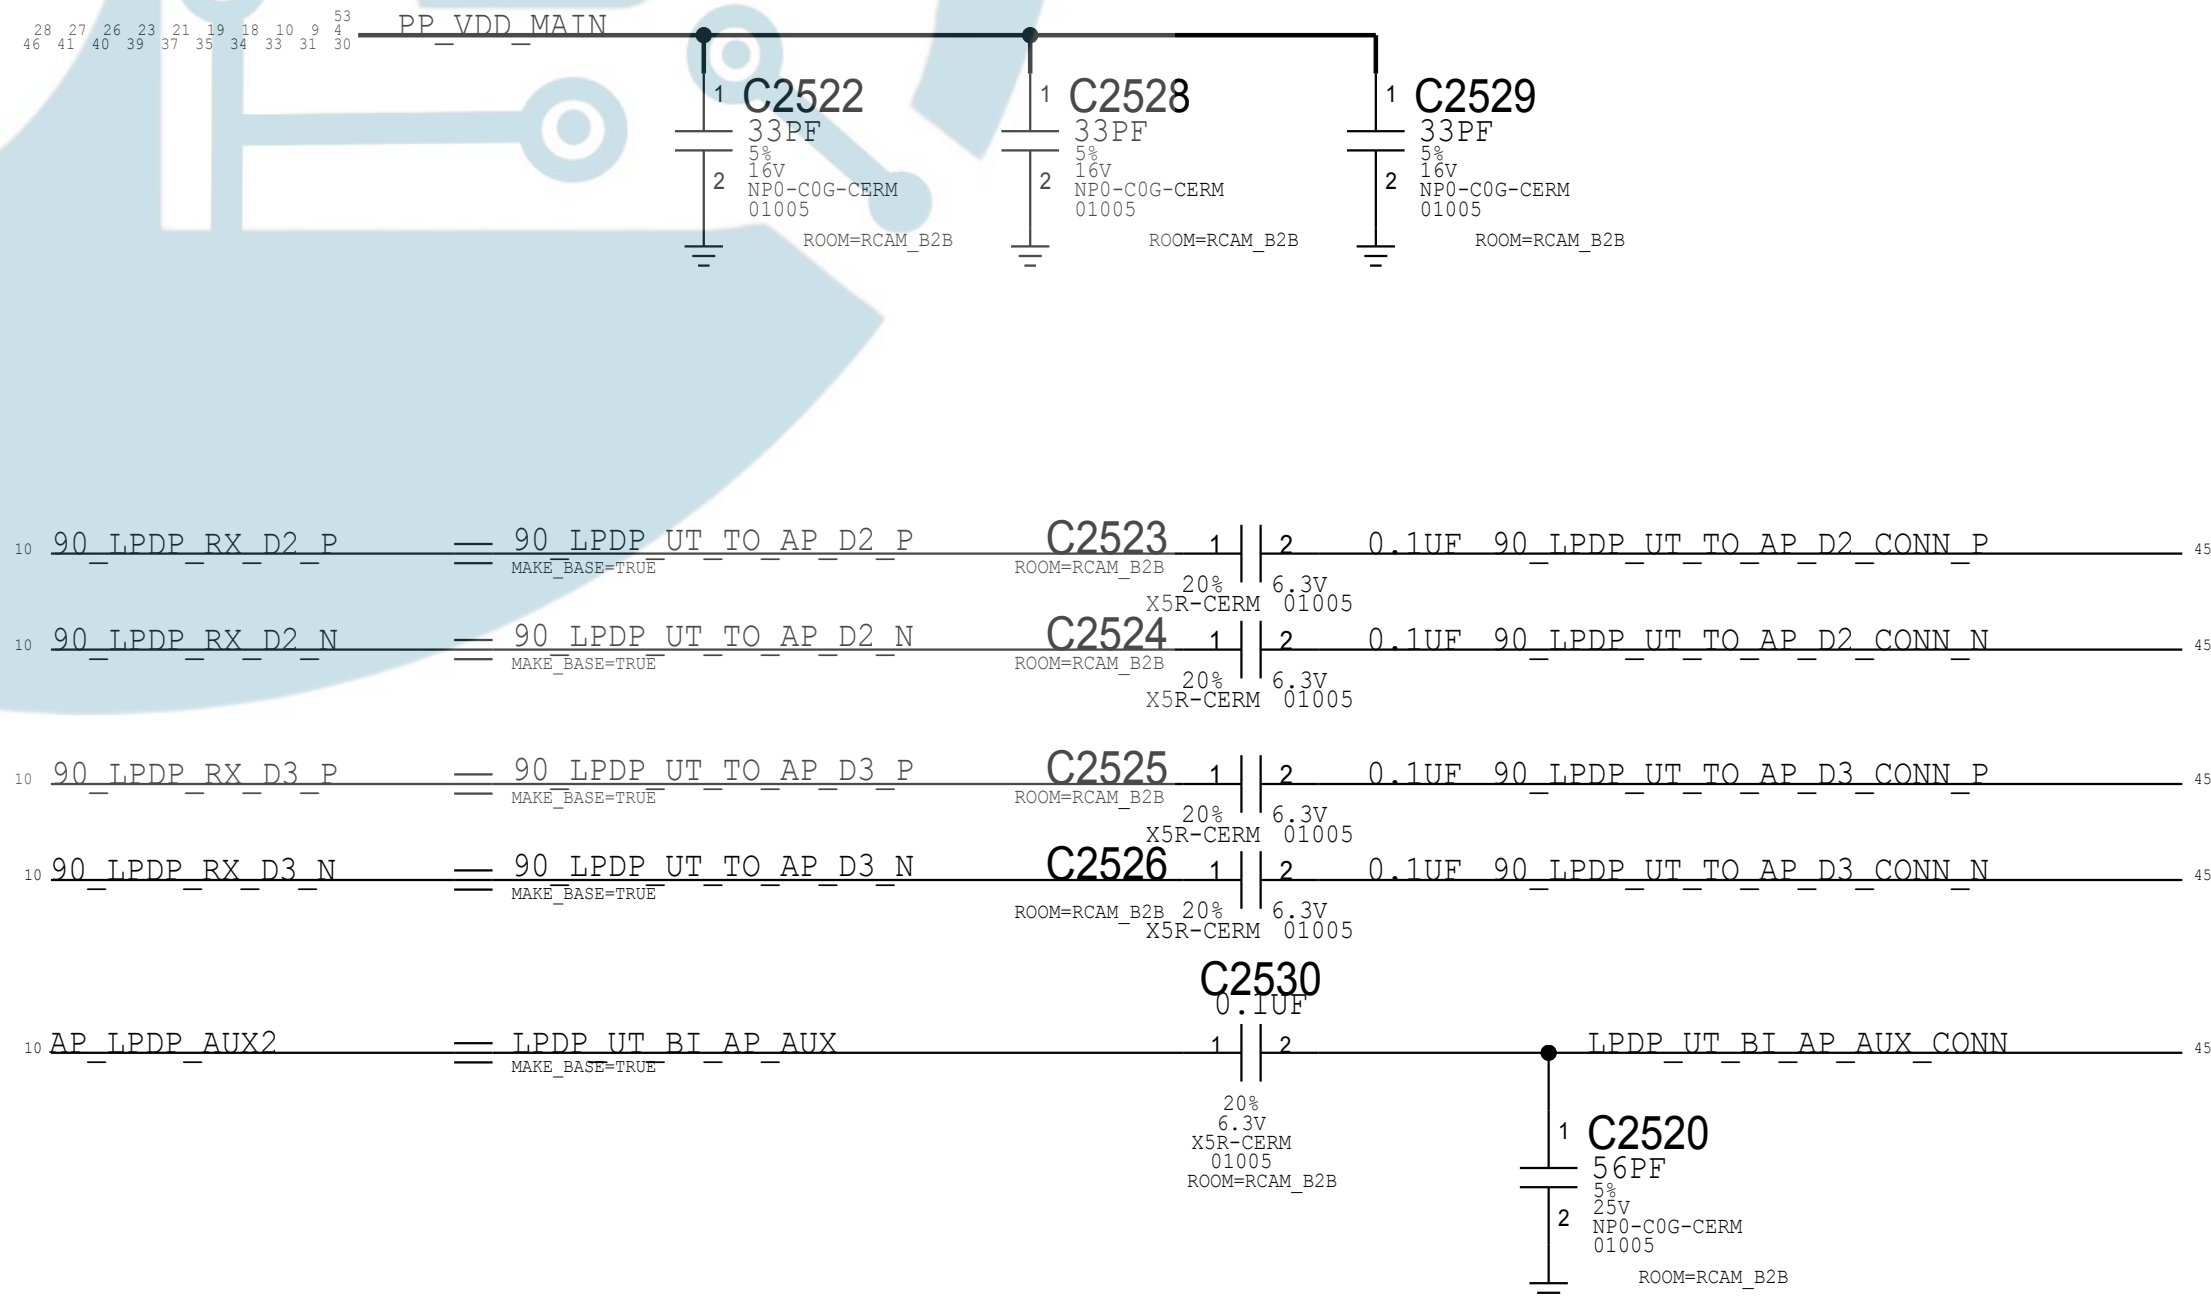 53
28 27 26 23 21 19 18 10 9 4
46 41 40 39 37 35 34 33 31 30
PP_VDD_MAIN
1 C2522
33PF
5%
16V
2 NP0-C0G-CERM
01005
ROOM=RCAM_B2B
1 C2528
33PF
5%
16V
2 NP0-C0G-CERM
01005
ROOM=RCAM_B2B
1 C2529
33PF
5%
16V
2 NP0-C0G-CERM
01005
ROOM=RCAM_B2B
10 90_LPDP_RX_D2_P 90_LPDP_UT_TO_AP_D2_P C2523 1 2 0.1UF 90_LPDP_UT_TO_AP_D2_CONN_P 45
MAKE_BASE=TRUE ROOM=RCAM_B2B
20% 6.3V
X5R-CERM 01005
10 90_LPDP_RX_D2_N 90_LPDP_UT_TO_AP_D2_N C2524 1 2 0.1UF 90_LPDP_UT_TO_AP_D2_CONN_N 45
MAKE_BASE=TRUE ROOM=RCAM_B2B
20% 6.3V
X5R-CERM 01005
10 90_LPDP_RX_D3_P 90_LPDP_UT_TO_AP_D3_P C2525 1 2 0.1UF 90_LPDP_UT_TO_AP_D3_CONN_P 45
MAKE_BASE=TRUE ROOM=RCAM_B2B
20% 6.3V
X5R-CERM 01005
10 90_LPDP_RX_D3_N 90_LPDP_UT_TO_AP_D3_N C2526 1 2 0.1UF 90_LPDP_UT_TO_AP_D3_CONN_N 45
MAKE_BASE=TRUE
ROOM=RCAM_B2B 20% 6.3V
X5R-CERM 01005
C2530
0.1UF
10 AP_LPDP_AUX2 LPDP_UT_BI_AP_AUX 1 2 LPDP_UT_BI_AP_AUX_CONN 45
MAKE_BASE=TRUE
20%
6.3V
X5R-CERM
01005
ROOM=RCAM_B2B
1 C2520
56PF
5%
25V
2 NP0-C0G-CERM
01005
ROOM=RCAM_B2B